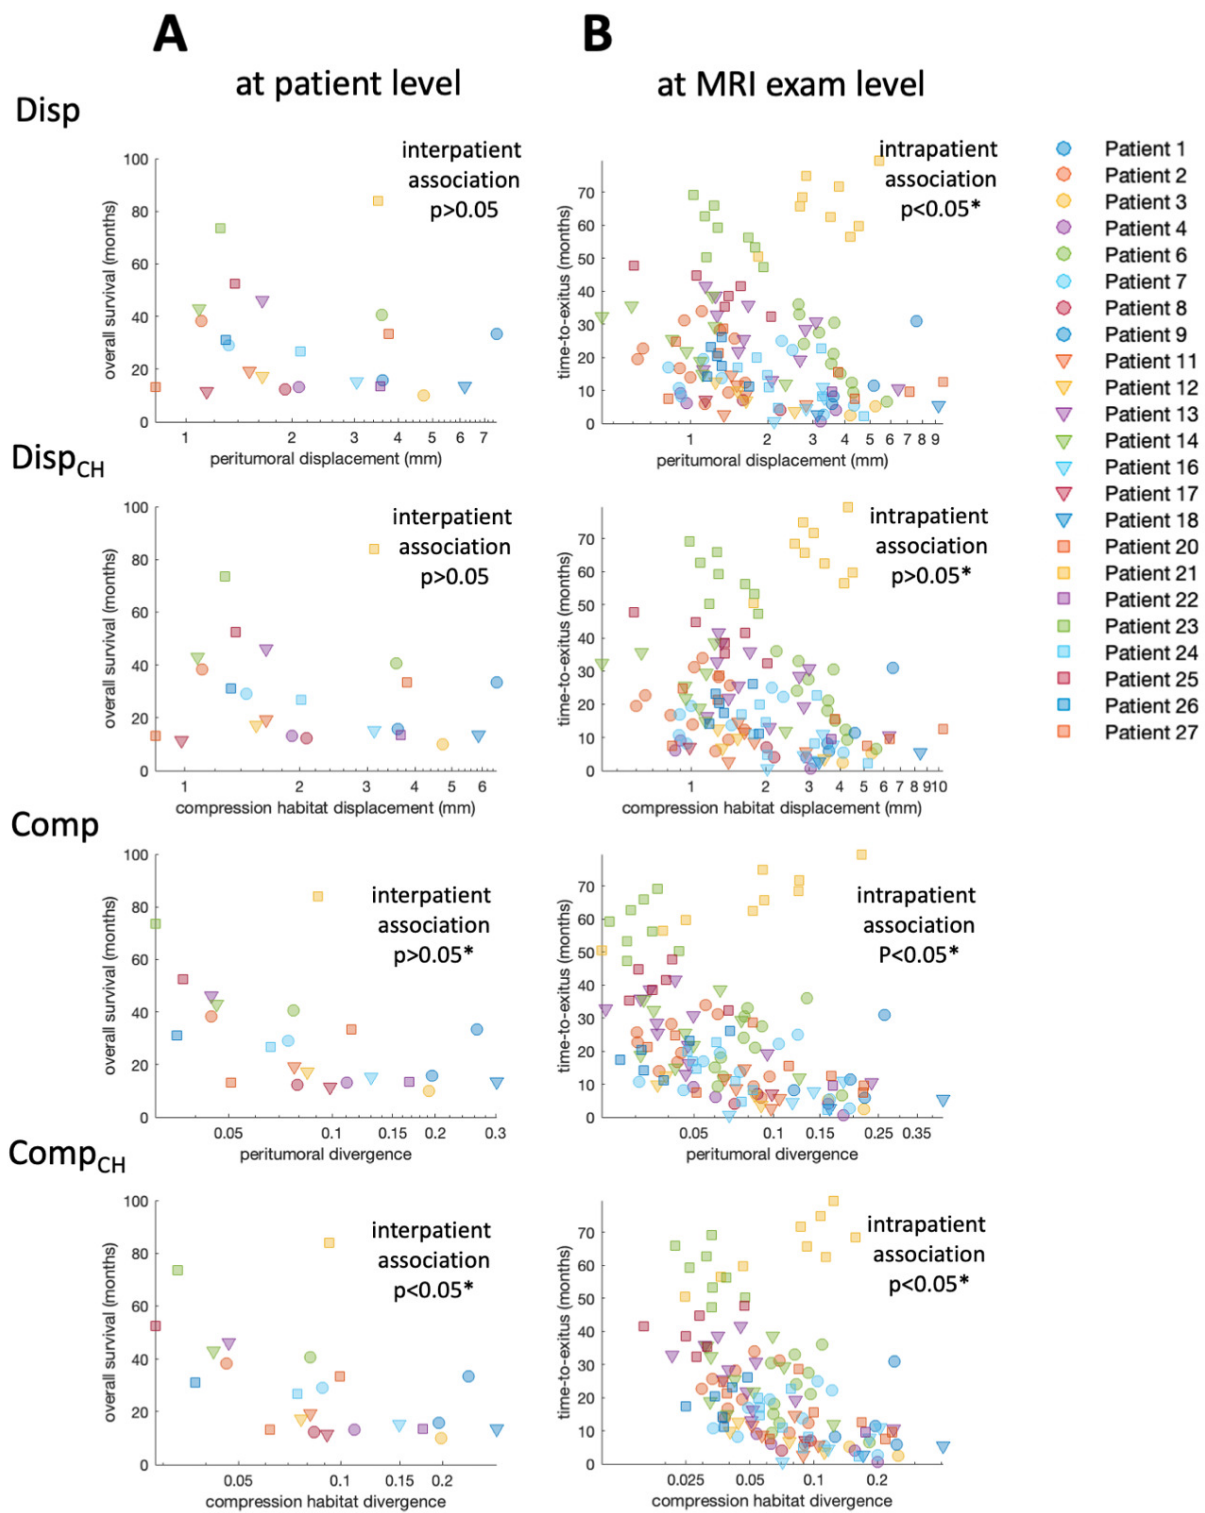 A
B
at patient level
at MRI exam level
Disp
interpatient
association
p>0.05
100
80
60
40
20
0
overall survival (months)
1
2
3
4
5
6
7
peritumoral displacement (mm)
intrapatient
association
p<0.05*
70
60
50
40
30
20
10
0
time-to-exitus (months)
1
2
3
4
5
6
7
8
9
peritumoral displacement (mm)
Patient 1
Patient 2
Patient 3
Patient 4
Patient 6
Patient 7
Patient 8
Patient 9
Patient 11
Patient 12
Patient 13
Patient 14
Patient 16
Patient 17
Patient 18
Patient 20
Patient 21
Patient 22
Patient 23
Patient 24
Patient 25
Patient 26
Patient 27
DispCH
interpatient
association
p>0.05
100
80
60
40
20
0
overall survival (months)
1
2
3
4
5
6
compression habitat displacement (mm)
intrapatient
association
p>0.05*
70
60
50
40
30
20
10
0
time-to-exitus (months)
1
2
3
4
5
6
7
8
910
compression habitat displacement (mm)
Comp
interpatient
association
p>0.05*
100
80
60
40
20
0
overall survival (months)
0.05
0.1
0.15
0.2
0.3
peritumoral divergence
intrapatient
association
P<0.05*
70
60
50
40
30
20
10
0
time-to-exitus (months)
0.05
0.1
0.15
0.25
0.35
peritumoral divergence
CompCH
interpatient
association
p<0.05*
100
80
60
40
20
0
overall survival (months)
0.05
0.1
0.15
0.2
compression habitat divergence
intrapatient
association
p<0.05*
70
60
50
40
30
20
10
0
time-to-exitus (months)
0.025
0.05
0.1
0.2
compression habitat divergence